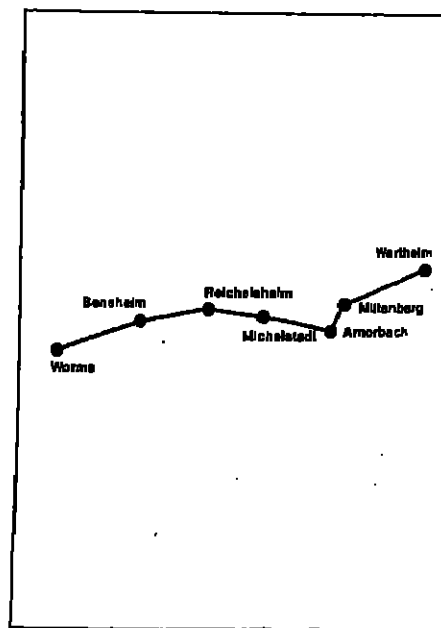 Wertheim
Reichelsheim
Bensheim
Miltenberg
Michelstadt
Amorbach
Worms